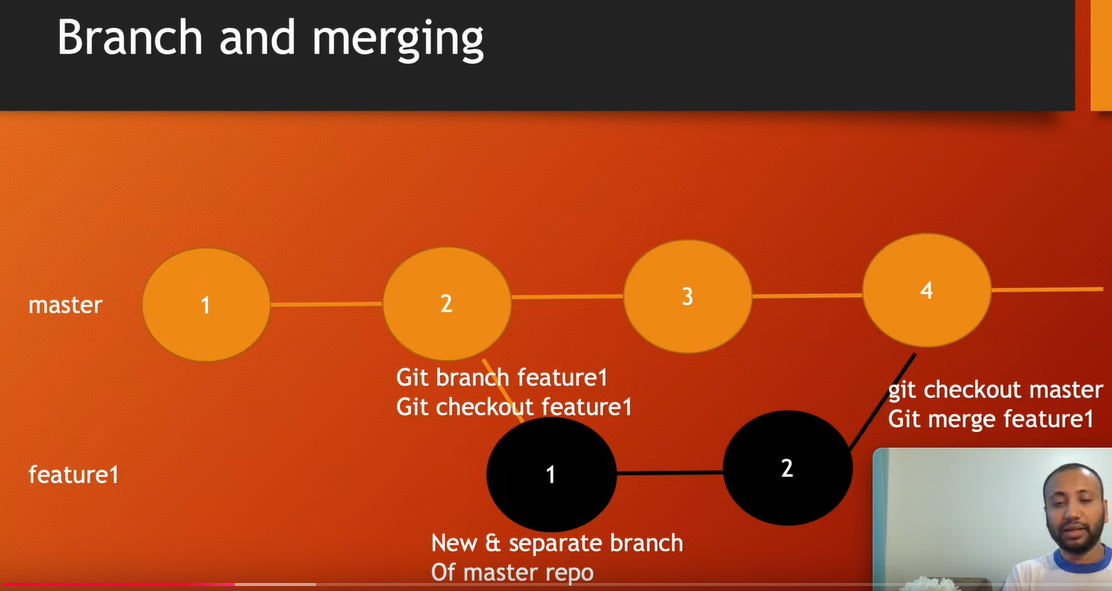 Branch and merging
master
1
2
3
4
Git branch feature1
Git checkout feature1
git checkout master
Git merge feature1
feature1
1
2
New & separate branch
Of master repo